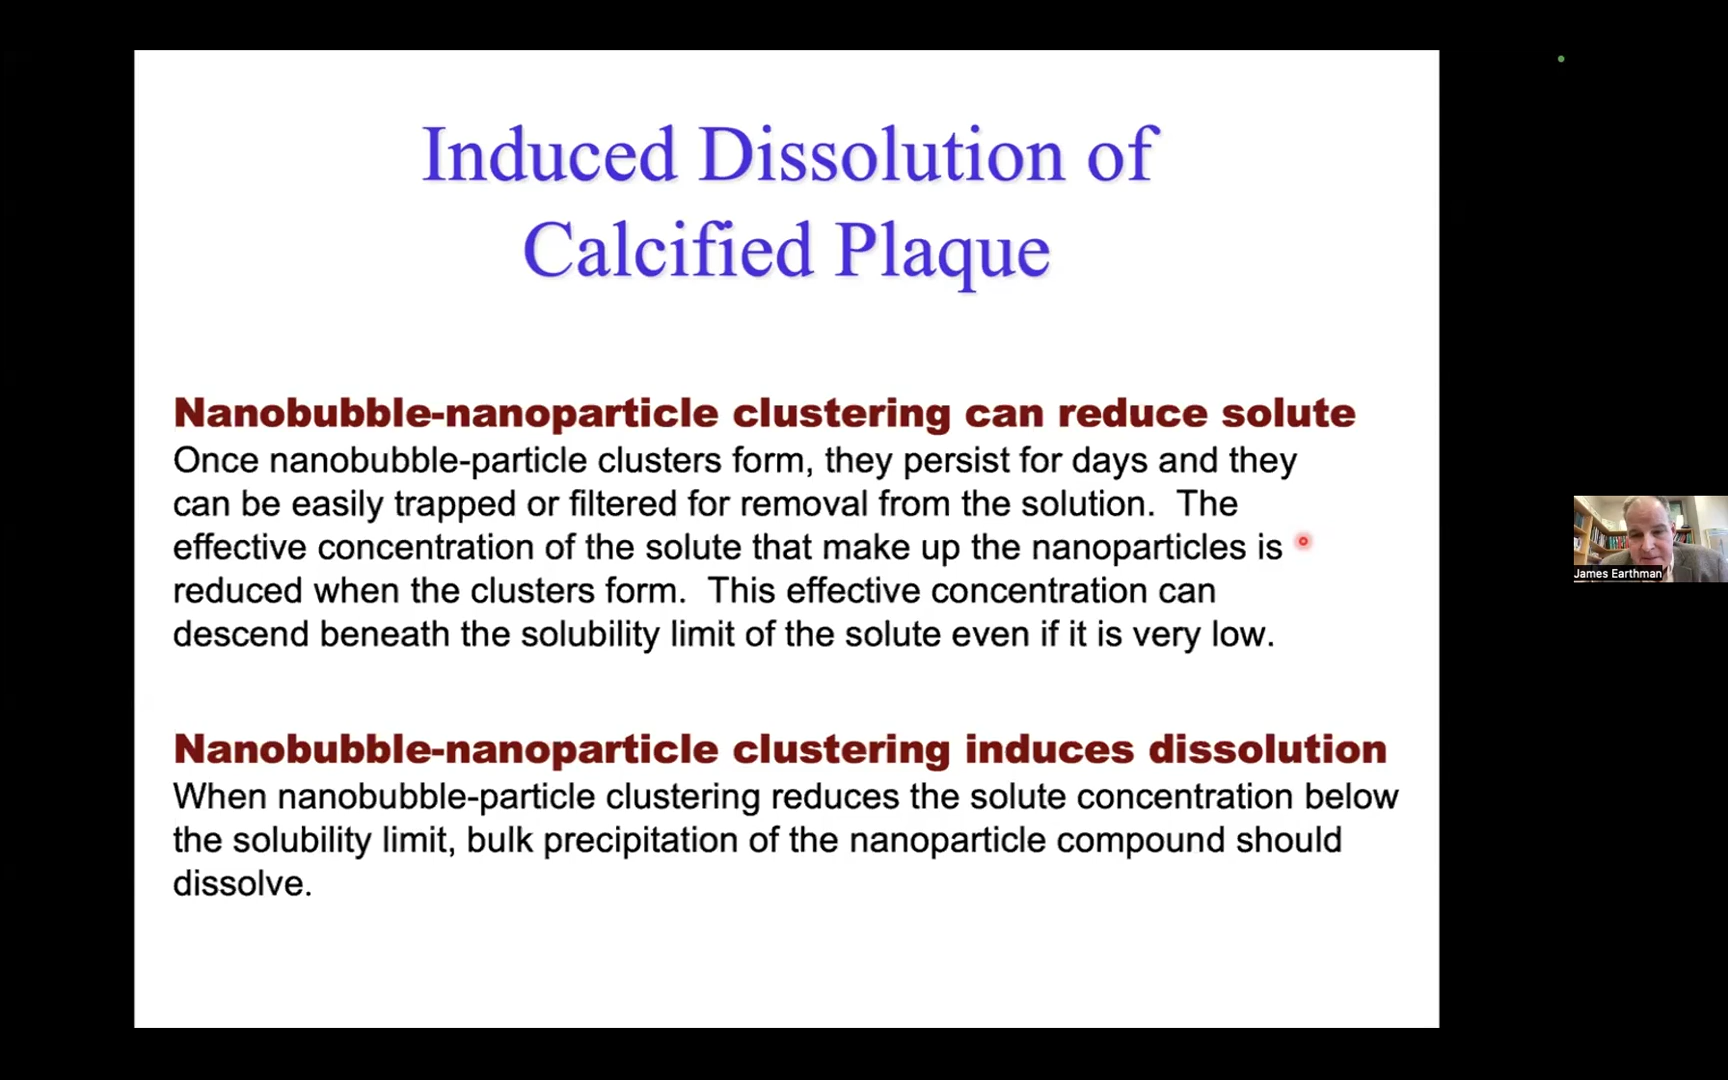 Induced Dissolution of
Calcified Plaque
Nanobubble-nanoparticle clustering can reduce solute
Once nanobubble-particle clusters form, they persist for days and they
can be easily trapped or filtered for removal from the solution.  The
effective concentration of the solute that make up the nanoparticles is
reduced when the clusters form.  This effective concentration can
descend beneath the solubility limit of the solute even if it is very low.
Nanobubble-nanoparticle clustering induces dissolution
When nanobubble-particle clustering reduces the solute concentration below
the solubility limit, bulk precipitation of the nanoparticle compound should
dissolve.
James Earthman